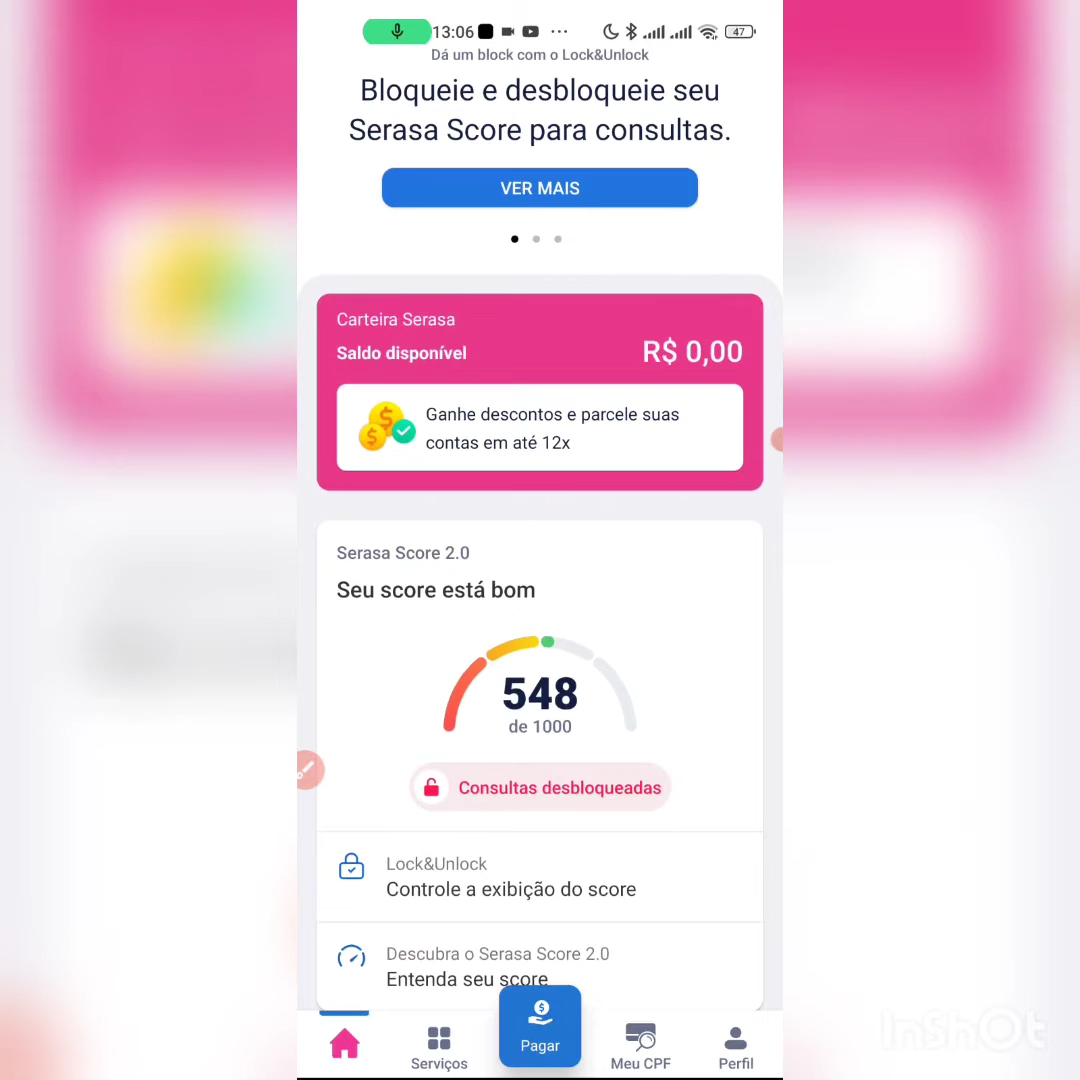 13:06
47
Dá um block com o Lock&Unlock
Bloqueie e desbloqueie seu
Serasa Score para consultas.
VER MAIS
Carteira Serasa
Saldo disponível
R$ 0,00
Ganhe descontos e parcele suas
contas em até 12x
Serasa Score 2.0
Seu score está bom
548
de 1000
Consultas desbloqueadas
Lock&Unlock
Controle a exibição do score
Descubra o Serasa Score 2.0
Entenda seu score
Serviços
Pagar
Meu CPF
Perfil
InShOt